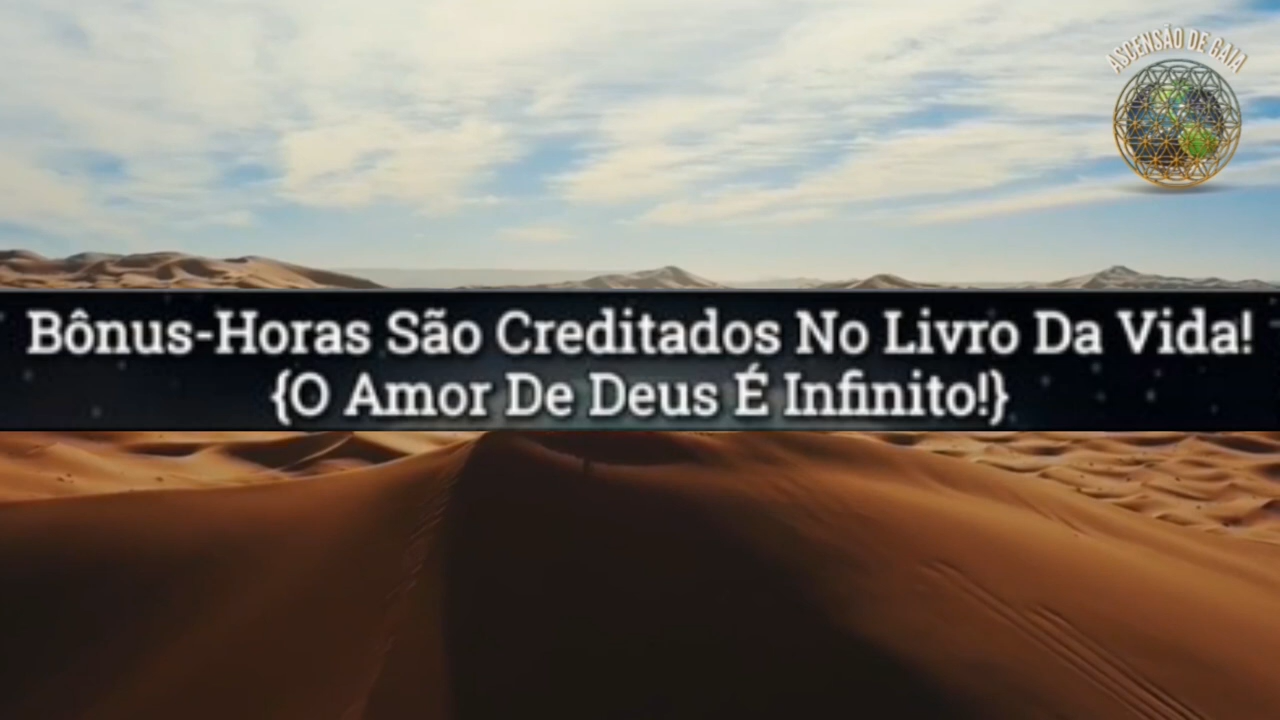 ASCENSÃO DE GAIA
Bônus-Horas São Creditados No Livro Da Vida!
{O Amor De Deus É Infinito!}